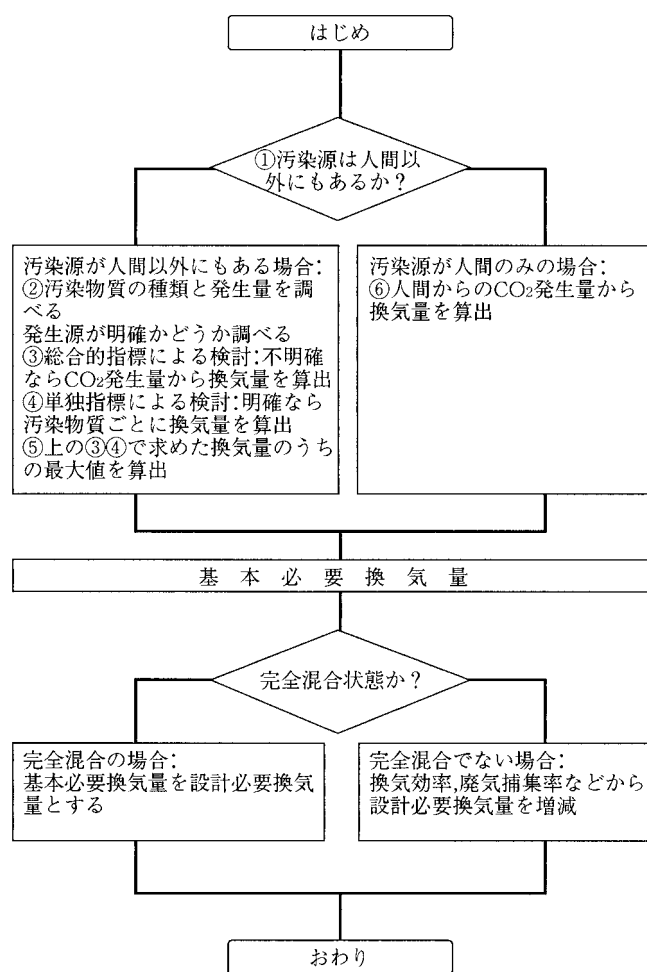 はじめ
①汚染源は人間以
外にもあるか？
汚染源が人間以外にもある場合:
②汚染物質の種類と発生量を調
べる
発生源が明確かどうか調べる
③総合的指標による検討:不明確
ならCO₂発生量から換気量を算出
④単独指標による検討:明確なら
汚染物質ごとに換気量を算出
⑤上の③④で求めた換気量のうち
の最大値を算出
汚染源が人間のみの場合:
⑥人間からのCO₂発生量から
換気量を算出
基本必要換気量
完全混合状態か？
完全混合の場合:
基本必要換気量を設計必要換気
量とする
完全混合でない場合:
換気効率,廃気捕集率などから
設計必要換気量を増減
おわり